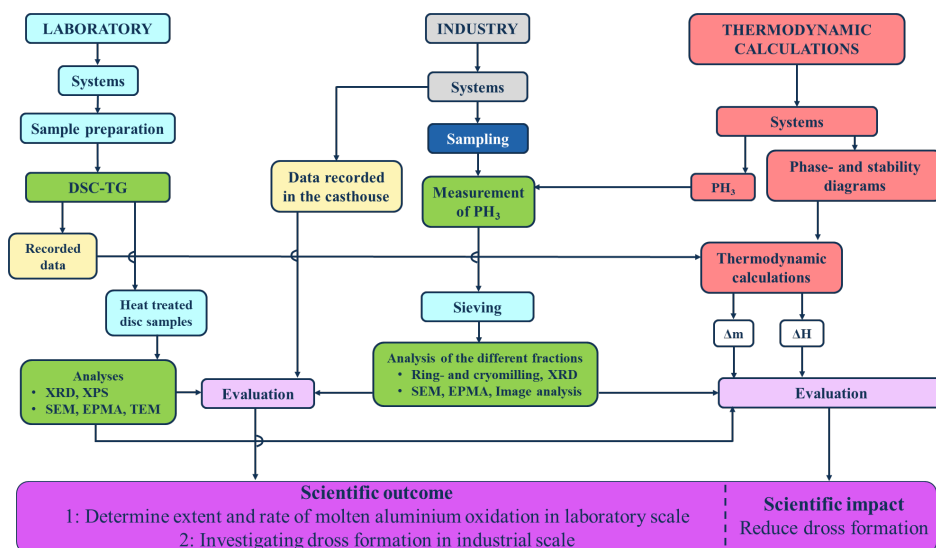 LABORATORY
Systems
Sample preparation
DSC-TG
Recorded
data
Heat treated
disc samples
Analyses
• XRD, XPS
• SEM, EPMA, TEM
INDUSTRY
Systems
Sampling
Data recorded
in the casthouse
Measurement
of PH₃
Sieving
Analysis of the different fractions
• Ring- and cryomilling, XRD
• SEM, EPMA, Image analysis
Evaluation
THERMODYNAMIC
CALCULATIONS
Systems
PH₃
Phase- and stability
diagrams
Thermodynamic
calculations
Δm
ΔH
Evaluation
Scientific outcome
1: Determine extent and rate of molten aluminium oxidation in laboratory scale
2: Investigating dross formation in industrial scale
Scientific impact
Reduce dross formation